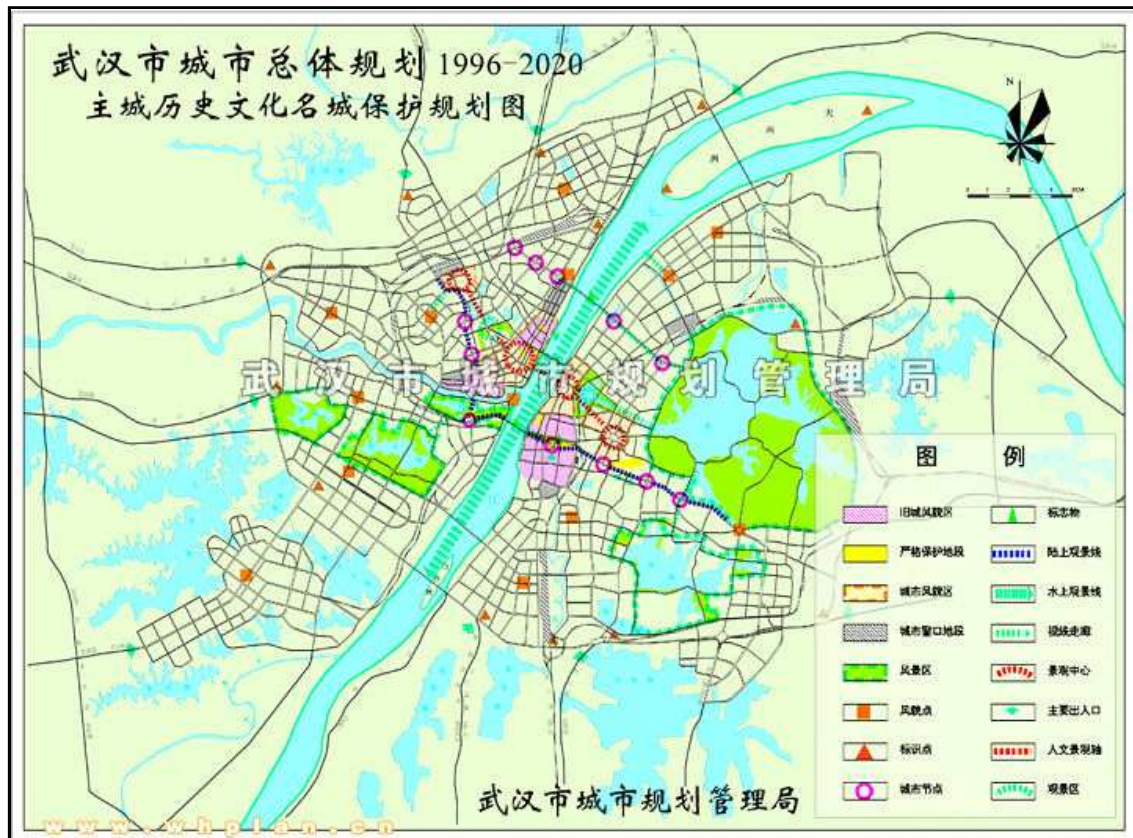 武汉市城市总体规划 1996-2020
主城历史文化名城保护规划图
N
天
兴
洲
武汉市城市规划管理局
图 例
旧城风貌区 标志物
严格保护地段 陆上观景线
城市风貌区 水上观景线
城市窗口地段 视线走廊
风景区 景观中心
风貌点 主要出入口
标识点 人文景观轴
城市节点 观景区
武汉市城市规划管理局
www.whplan.cn